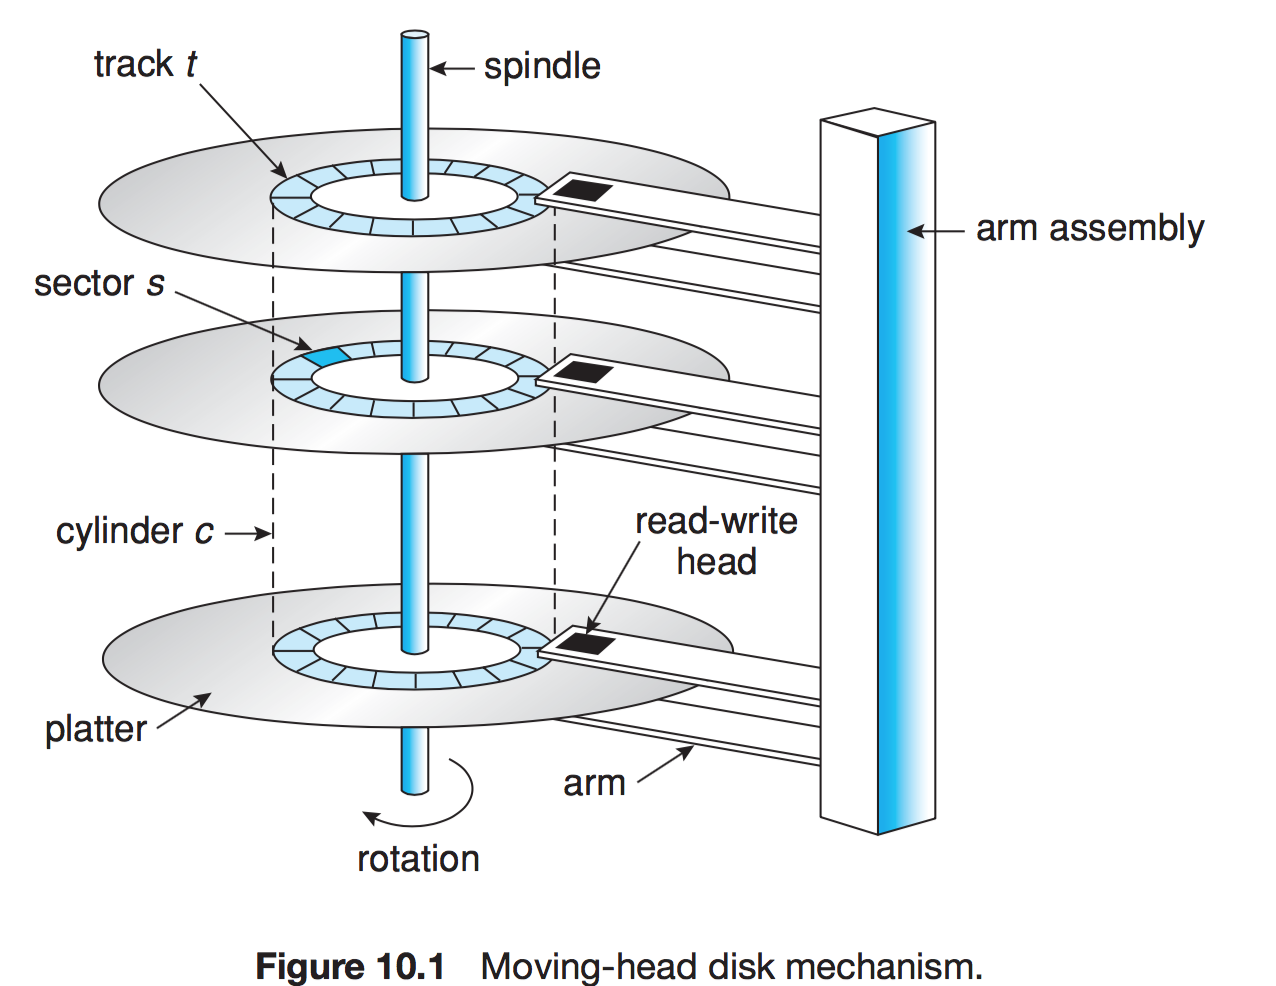 track t
spindle
arm assembly
sector s
cylinder c
read-write
head
platter
arm
rotation
Figure 10.1 Moving-head disk mechanism.